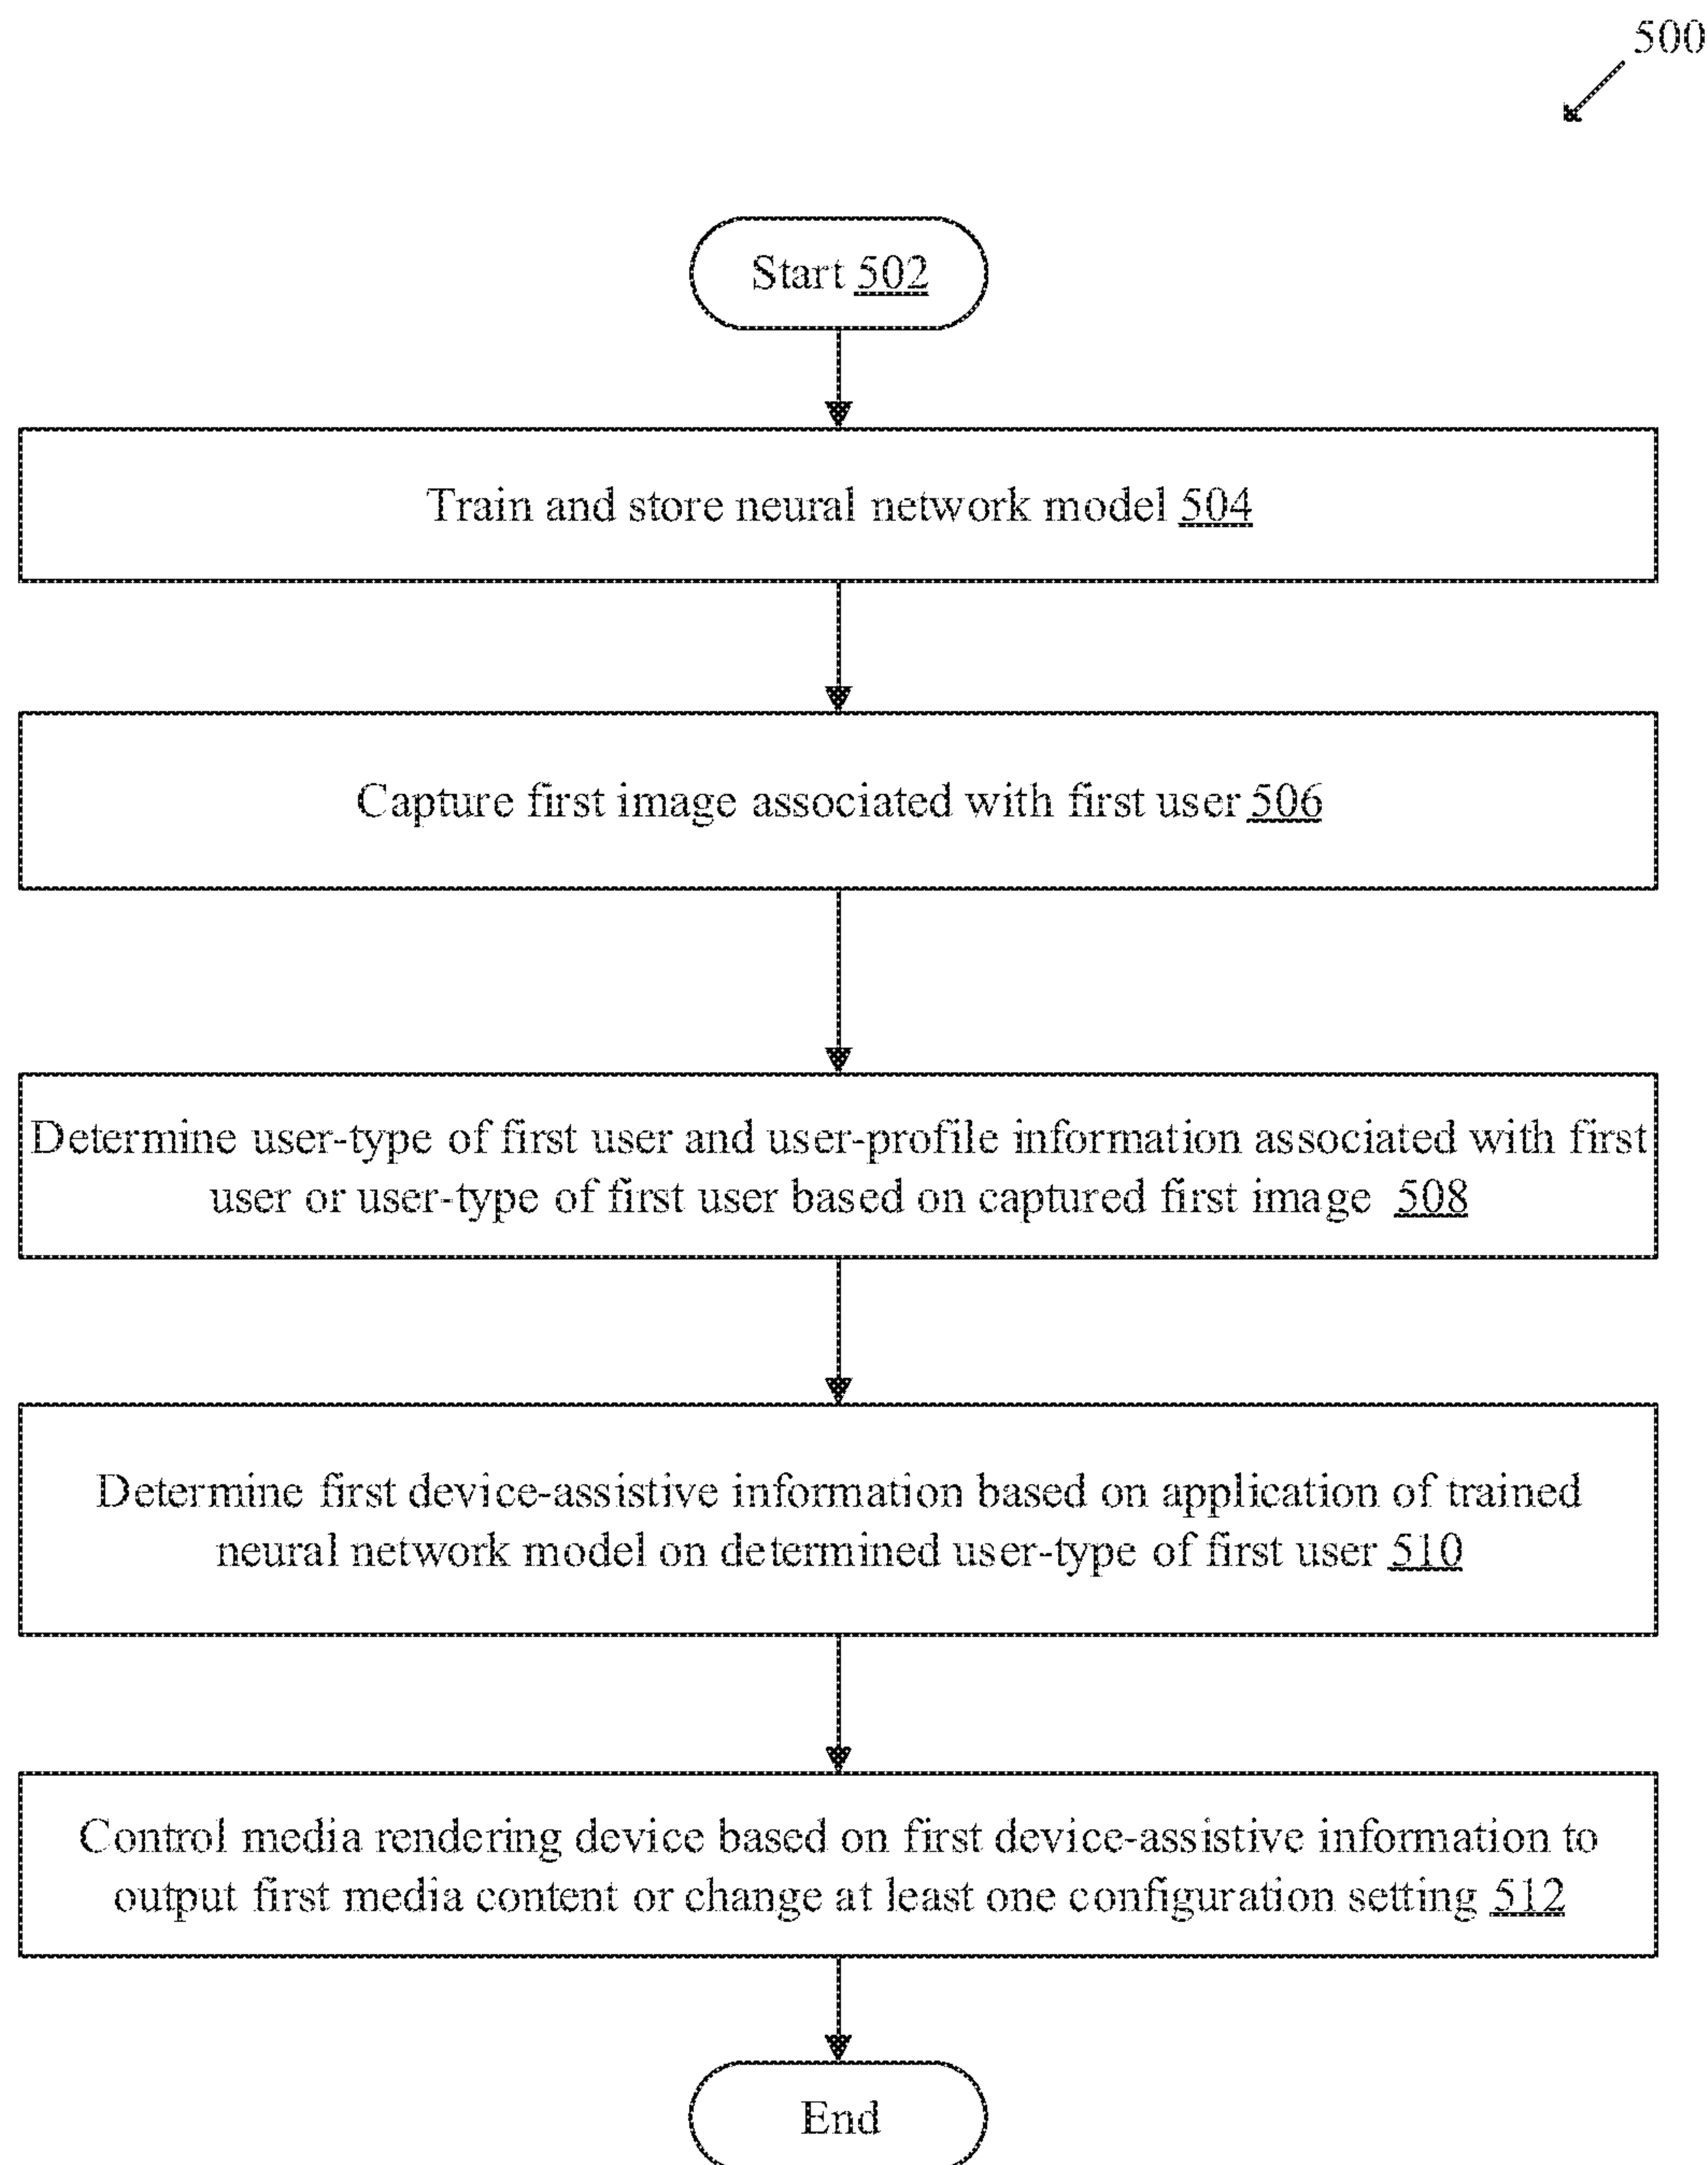 500
Start 502
Train and store neural network model 504
Capture first image associated with first user 506
Determine user-type of first user and user-profile information associated with first
user or user-type of first user based on captured first image 508
Determine first device-assistive information based on application of trained
neural network model on determined user-type of first user 510
Control media rendering device based on first device-assistive information to
output first media content or change at least one configuration setting 512
End